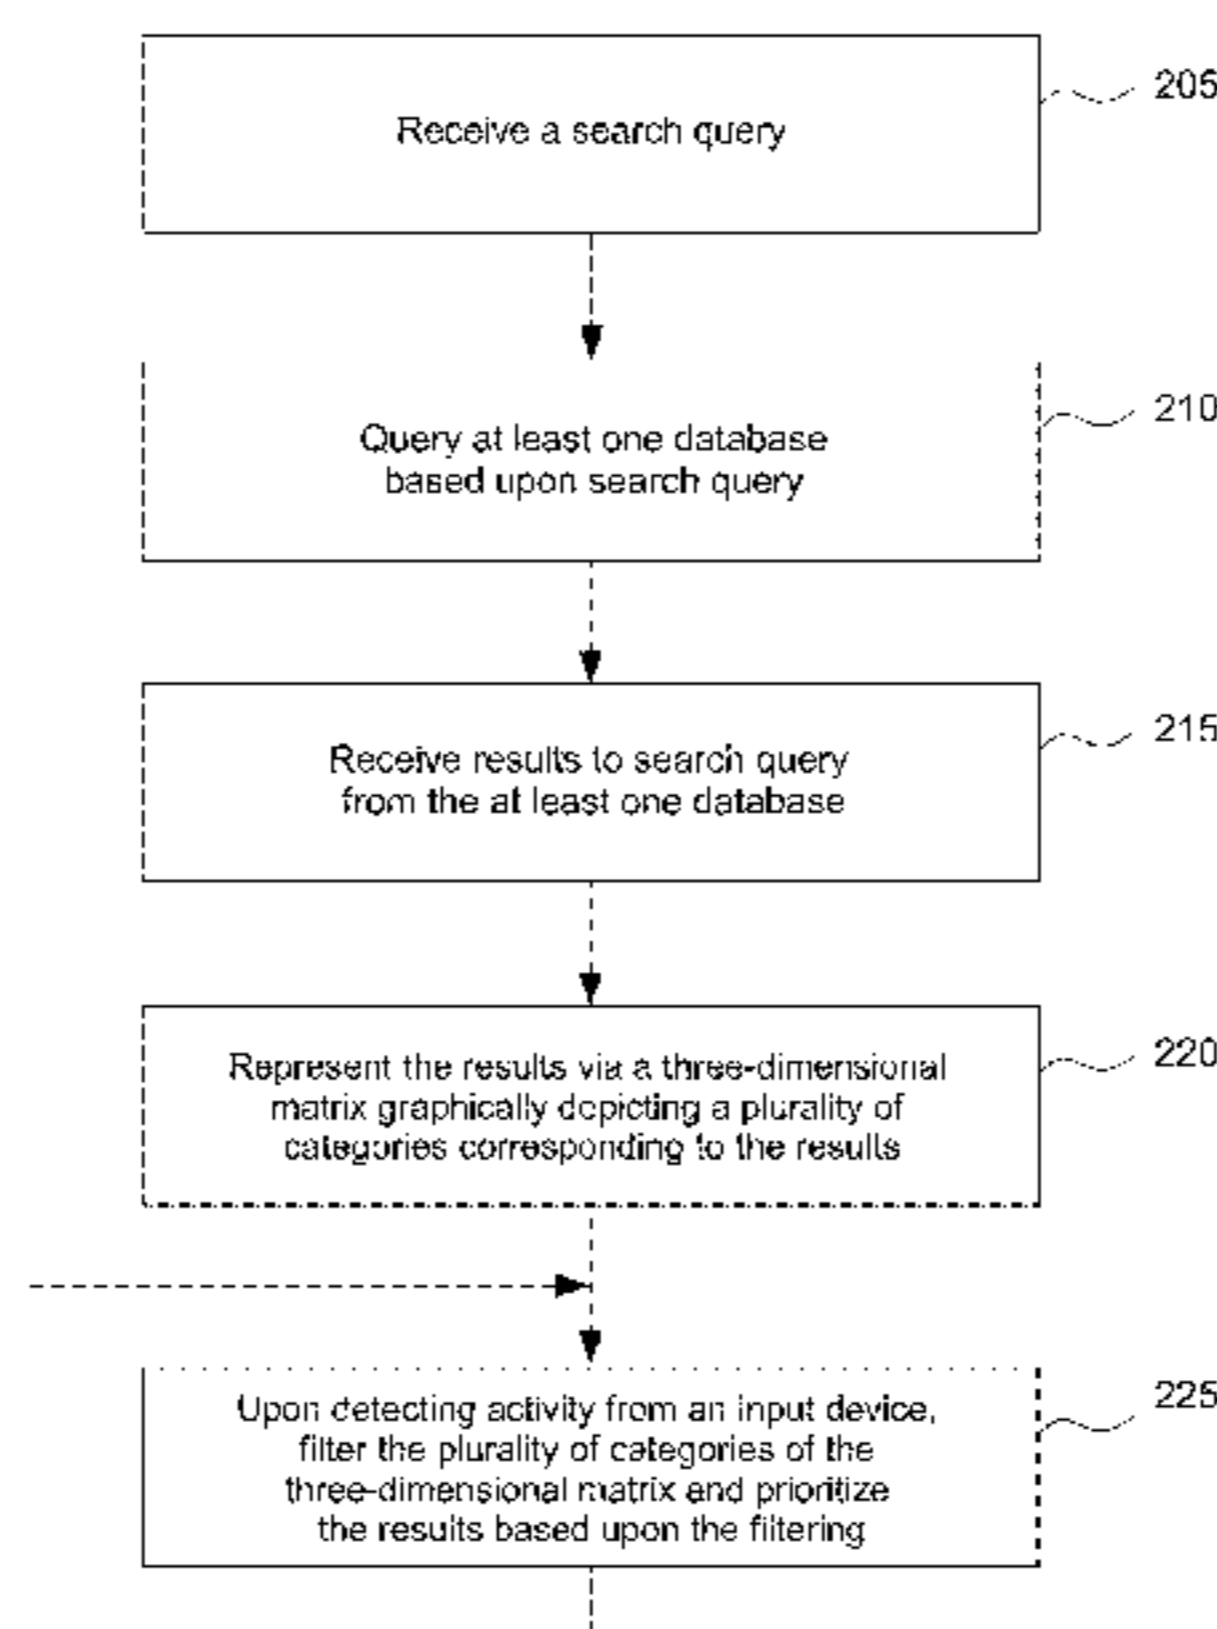 205
Receive a search query
210
Query at least one database
based upon search query
215
Receive results to search query
from the at least one database
220
Represent the results via a three-dimensional
matrix graphically depicting a plurality of
categories corresponding to the results
225
Upon detecting activity from an input device,
filter the plurality of categories of the
three-dimensional matrix and prioritize
the results based upon the filtering